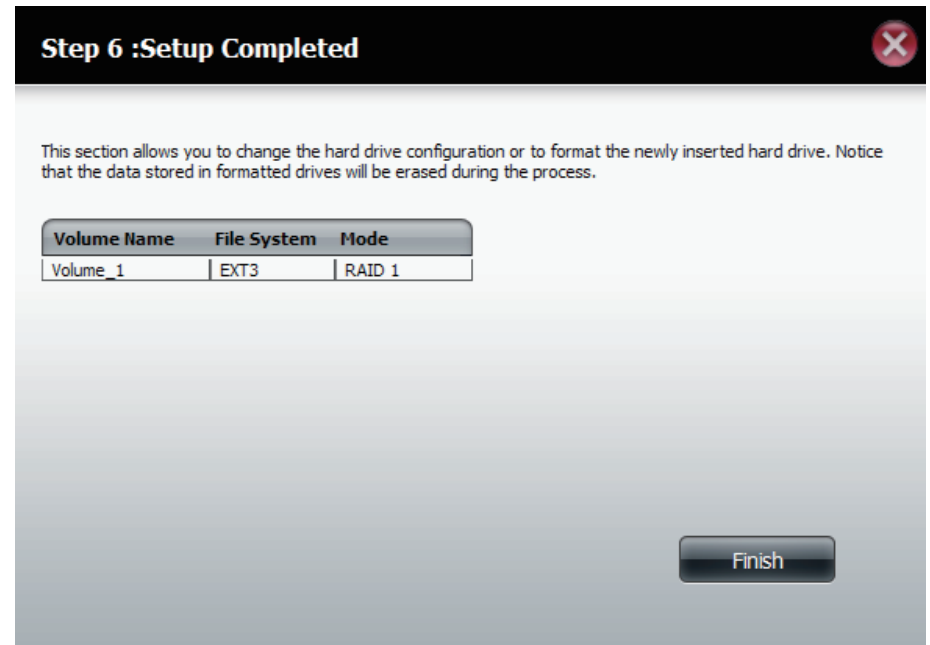 Step 6 :Setup Completed
This section allows you to change the hard drive configuration or to format the newly inserted hard drive. Notice
that the data stored in formatted drives will be erased during the process.
Volume Name File System Mode
Volume_1 EXT3 RAID 1
Finish